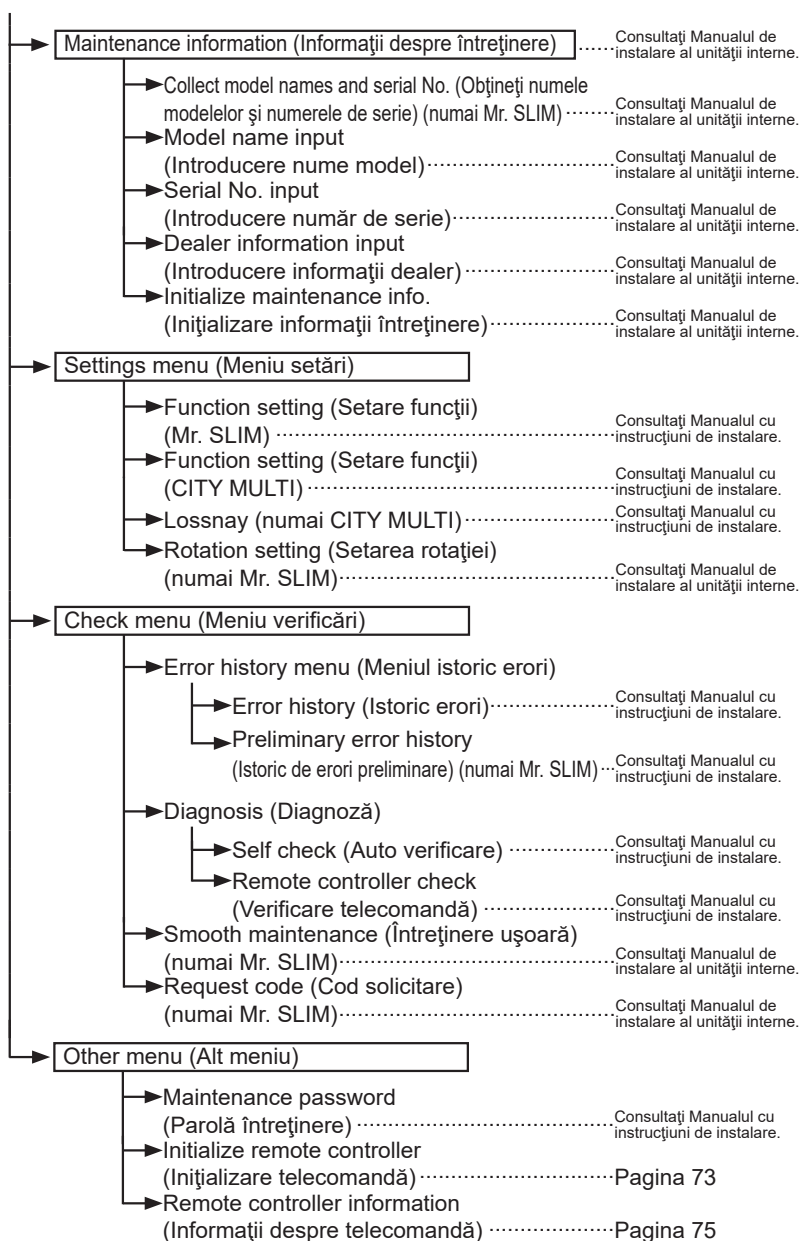 Maintenance information (Informaţii despre întreţinere) ...... Consultaţi Manualul de
instalare al unităţii interne.
Collect model names and serial No. (Obţineţi numele
modelelor şi numerele de serie) (numai Mr. SLIM) ...... Consultaţi Manualul de
instalare al unităţii interne.
Model name input
(Introducere nume model) ...... Consultaţi Manualul de
instalare al unităţii interne.
Serial No. input
(Introducere număr de serie) ...... Consultaţi Manualul de
instalare al unităţii interne.
Dealer information input
(Introducere informaţii dealer) ...... Consultaţi Manualul de
instalare al unităţii interne.
Initialize maintenance info.
(Iniţializare informaţii întreţinere) ...... Consultaţi Manualul de
instalare al unităţii interne.
Settings menu (Meniu setări)
Function setting (Setare funcţii)
(Mr. SLIM) ...... Consultaţi Manualul cu
instrucţiuni de instalare.
Function setting (Setare funcţii)
(CITY MULTI) ...... Consultaţi Manualul cu
instrucţiuni de instalare.
Lossnay (numai CITY MULTI) ...... Consultaţi Manualul cu
instrucţiuni de instalare.
Rotation setting (Setarea rotaţiei)
(numai Mr. SLIM) ...... Consultaţi Manualul de
instalare al unităţii interne.
Check menu (Meniu verificări)
Error history menu (Meniul istoric erori)
Error history (Istoric erori) ...... Consultaţi Manualul cu
instrucţiuni de instalare.
Preliminary error history
(Istoric de erori preliminare) (numai Mr. SLIM) ... Consultaţi Manualul cu
instrucţiuni de instalare.
Diagnosis (Diagnoză)
Self check (Auto verificare) ...... Consultaţi Manualul cu
instrucţiuni de instalare.
Remote controller check
(Verificare telecomandă) ...... Consultaţi Manualul cu
instrucţiuni de instalare.
Smooth maintenance (Întreţinere uşoară)
(numai Mr. SLIM) ...... Consultaţi Manualul de
instalare al unităţii interne.
Request code (Cod solicitare)
(numai Mr. SLIM) ...... Consultaţi Manualul de
instalare al unităţii interne.
Other menu (Alt meniu)
Maintenance password
(Parolă întreţinere) ...... Consultaţi Manualul cu
instrucţiuni de instalare.
Initialize remote controller
(Iniţializare telecomandă) ...... Pagina 73
Remote controller information
(Informaţii despre telecomandă) ...... Pagina 75